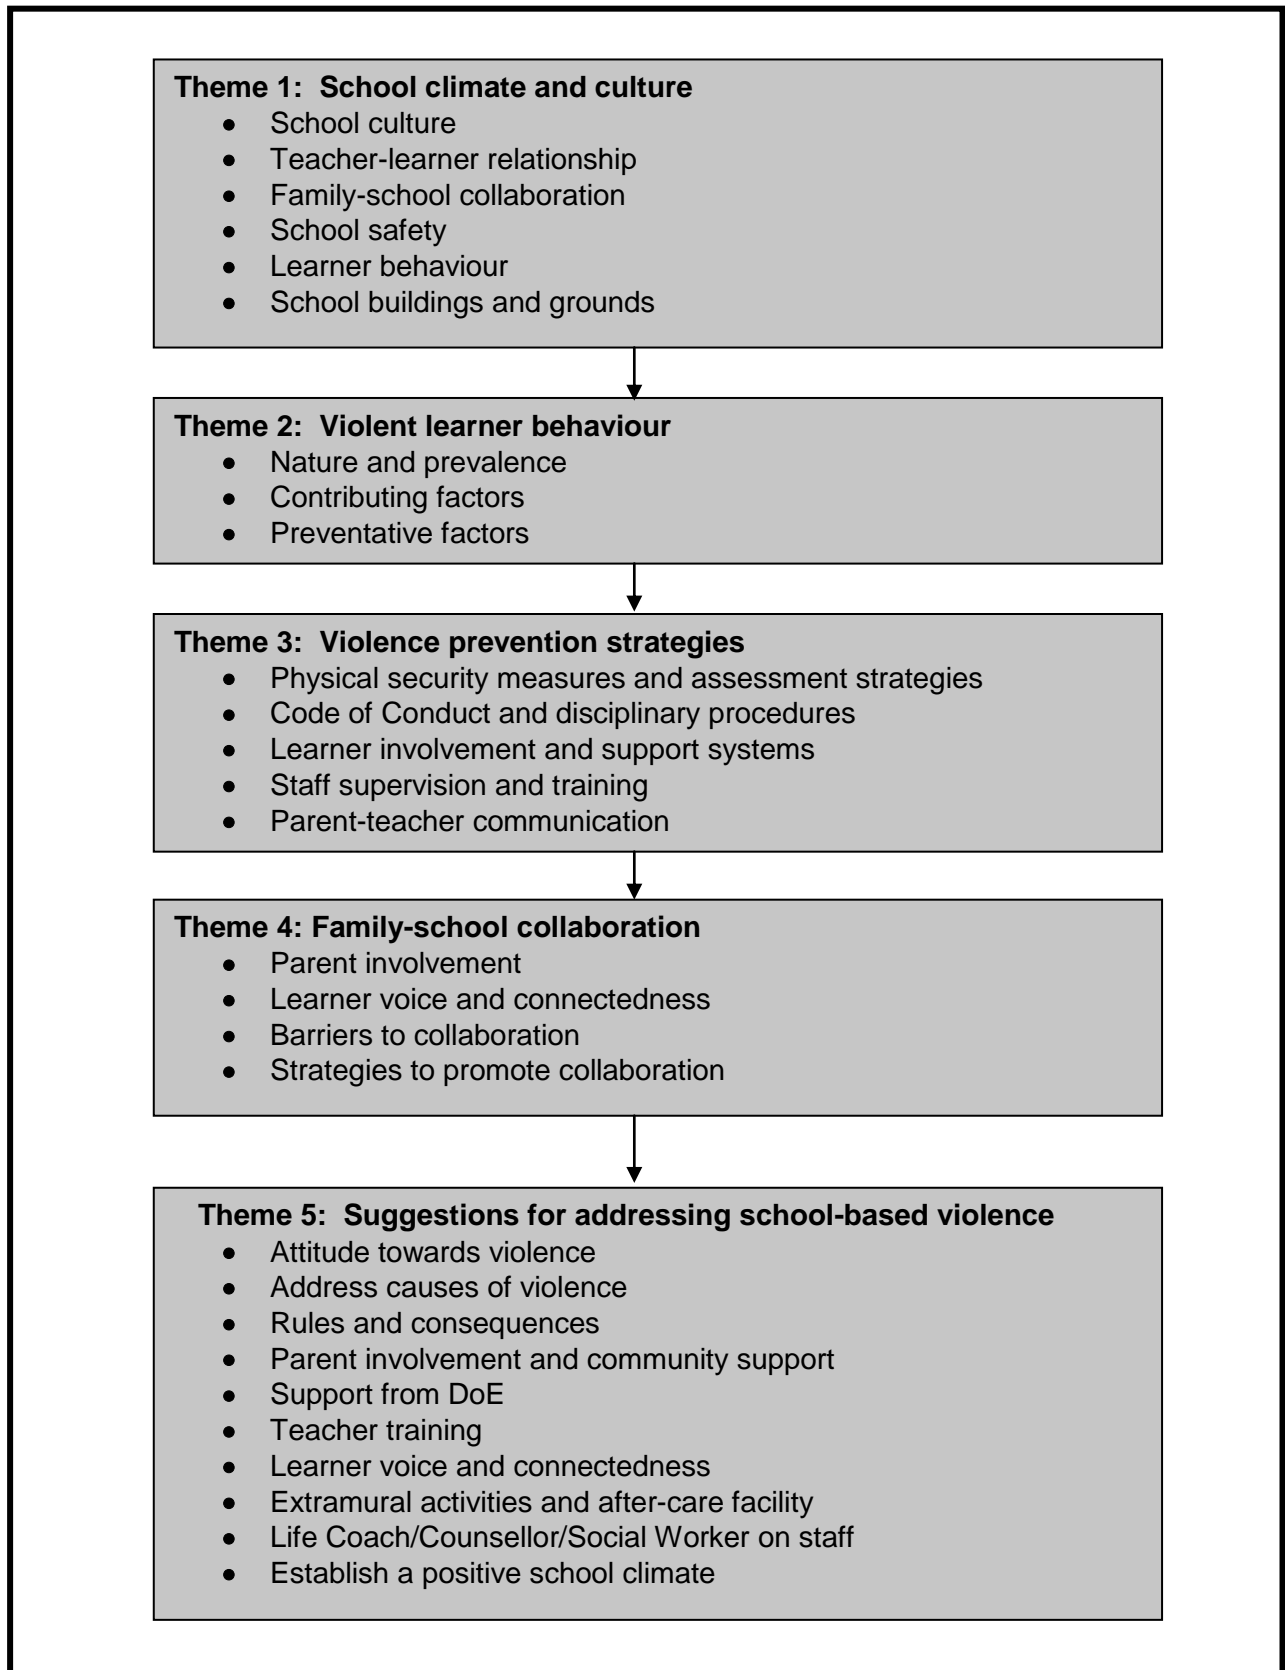 Theme 1:  School climate and culture
• School culture
• Teacher-learner relationship
• Family-school collaboration
• School safety
• Learner behaviour
• School buildings and grounds
Theme 2:  Violent learner behaviour
• Nature and prevalence
• Contributing factors
• Preventative factors
Theme 3:  Violence prevention strategies
• Physical security measures and assessment strategies
• Code of Conduct and disciplinary procedures
• Learner involvement and support systems
• Staff supervision and training
• Parent-teacher communication
Theme 4: Family-school collaboration
• Parent involvement
• Learner voice and connectedness
• Barriers to collaboration
• Strategies to promote collaboration
Theme 5:  Suggestions for addressing school-based violence
• Attitude towards violence
• Address causes of violence
• Rules and consequences
• Parent involvement and community support
• Support from DoE
• Teacher training
• Learner voice and connectedness
• Extramural activities and after-care facility
• Life Coach/Counsellor/Social Worker on staff
• Establish a positive school climate